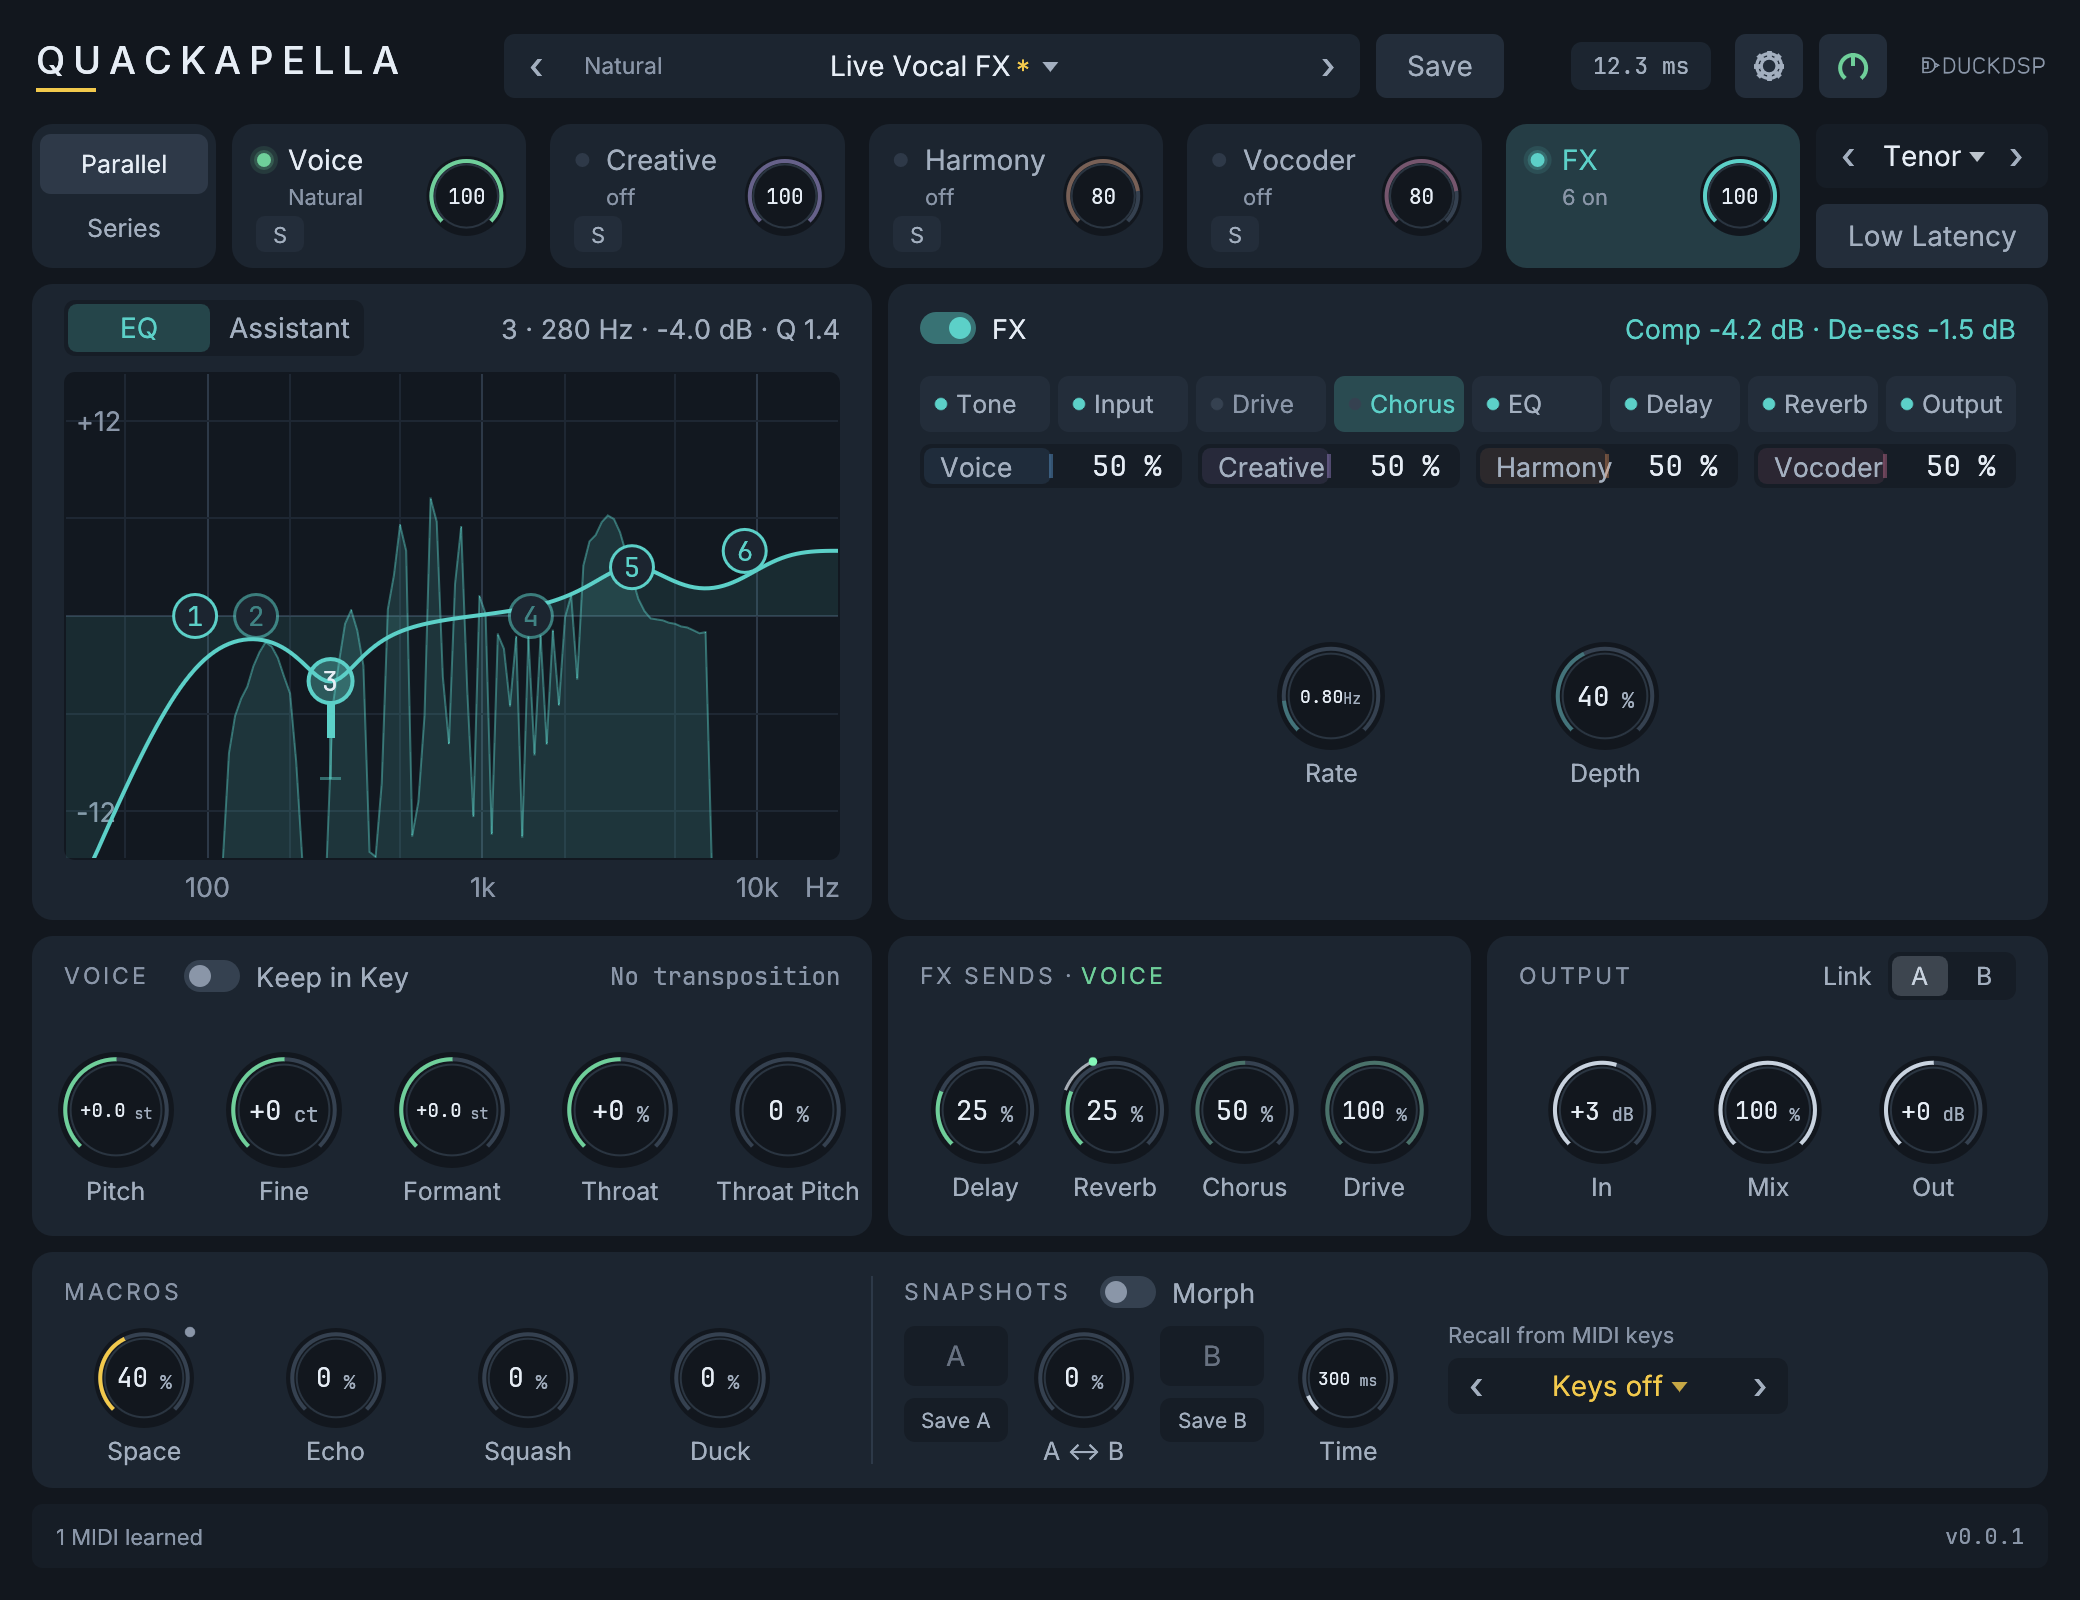 QUACKAPELLA
‹ Natural Live Vocal FX * ›
Save
12.3 ms
DUCKDSP
Parallel
Series
Voice
Natural
S
100
Creative
off
S
100
Harmony
off
S
80
Vocoder
off
S
80
FX
6 on
100
‹ Tenor ›
Low Latency
EQ Assistant 3 · 280 Hz · -4.0 dB · Q 1.4
+12
-12
1 2 3 4 5 6
100 1k 10k Hz
FX Comp -4.2 dB · De-ess -1.5 dB
Tone Input Drive Chorus EQ Delay Reverb Output
Voice 50 % Creative 50 % Harmony 50 % Vocoder 50 %
0.80Hz 40 %
Rate Depth
VOICE Keep in Key No transposition
+0.0 st +0 ct +0.0 st +0 % 0 %
Pitch Fine Formant Throat Throat Pitch
FX SENDS · VOICE
25 % 25 % 50 % 100 %
Delay Reverb Chorus Drive
OUTPUT Link A B
+3 dB 100 % +0 dB
In Mix Out
MACROS
40 % 0 % 0 % 0 %
Space Echo Squash Duck
SNAPSHOTS Morph
A 0 % B 300 ms
Save A Save B
A ↔ B Time
Recall from MIDI keys
‹ Keys off ›
1 MIDI learned v0.0.1